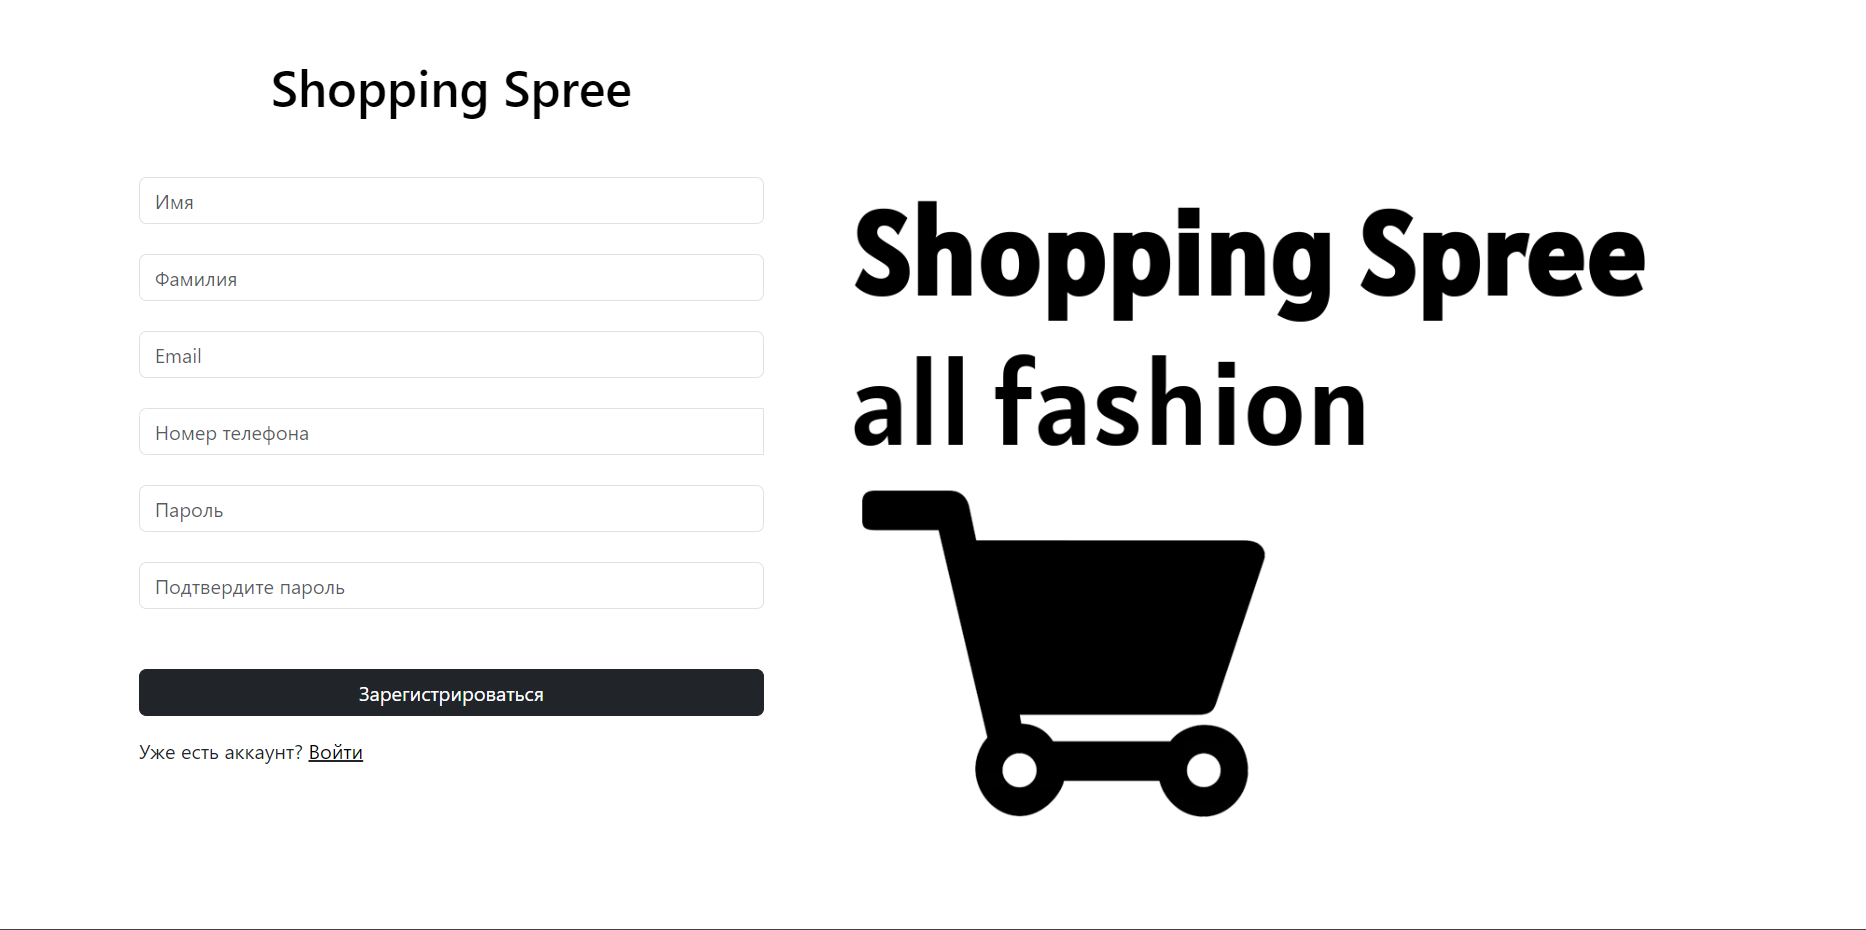 Shopping Spree
Имя
Фамилия
Email
Номер телефона
Пароль
Подтвердите пароль
Зарегистрироваться
Уже есть аккаунт? Войти
Shopping Spree
all fashion